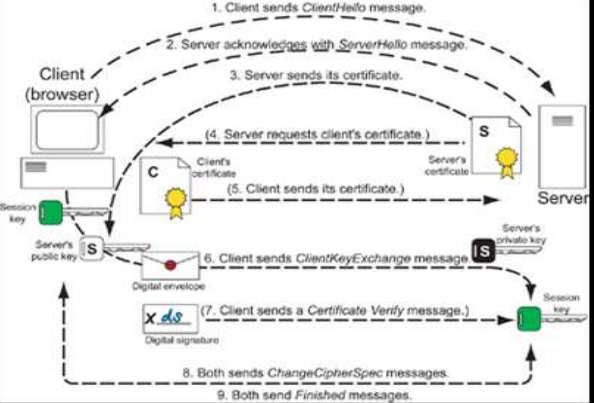 1. Client sends ClientHello message.
2. Server acknowledges with ServerHello message.
Client
(browser)
3. Server sends its certificate.
(4. Server requests client's certificate.)
S
Server's
certificate
C
Client's
certificate
Server
(5. Client sends its certificate.)
Session
key
Server's
public key
S
Server's
private key
S
6. Client sends ClientKeyExchange message
Digital envelope
Session
key
x ds
(7. Client sends a Certificate Verify message.)
Digital signature
8. Both sends ChangeCipherSpec messages.
9. Both send Finished messages.